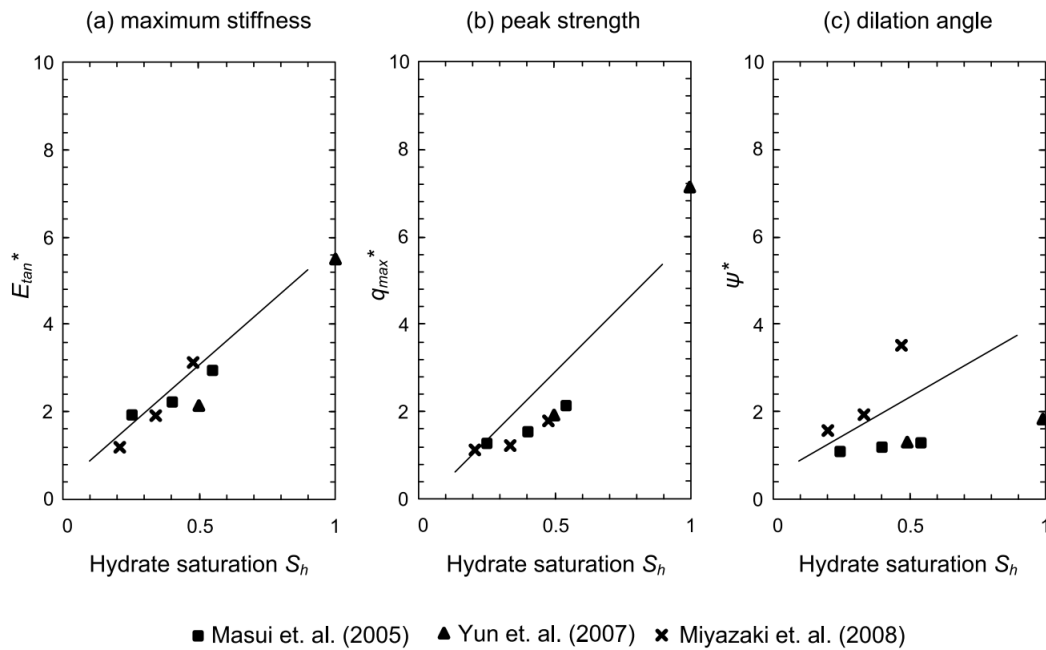 (a) maximum stiffness
(b) peak strength
(c) dilation angle
10
8
6
4
2
0
E_tan*
0
0.5
1
Hydrate saturation S_h
10
8
6
4
2
0
q_max*
0
0.5
1
Hydrate saturation S_h
10
8
6
4
2
0
ψ*
0
0.5
1
Hydrate saturation S_h
Masui et. al. (2005) Yun et. al. (2007) Miyazaki et. al. (2008)